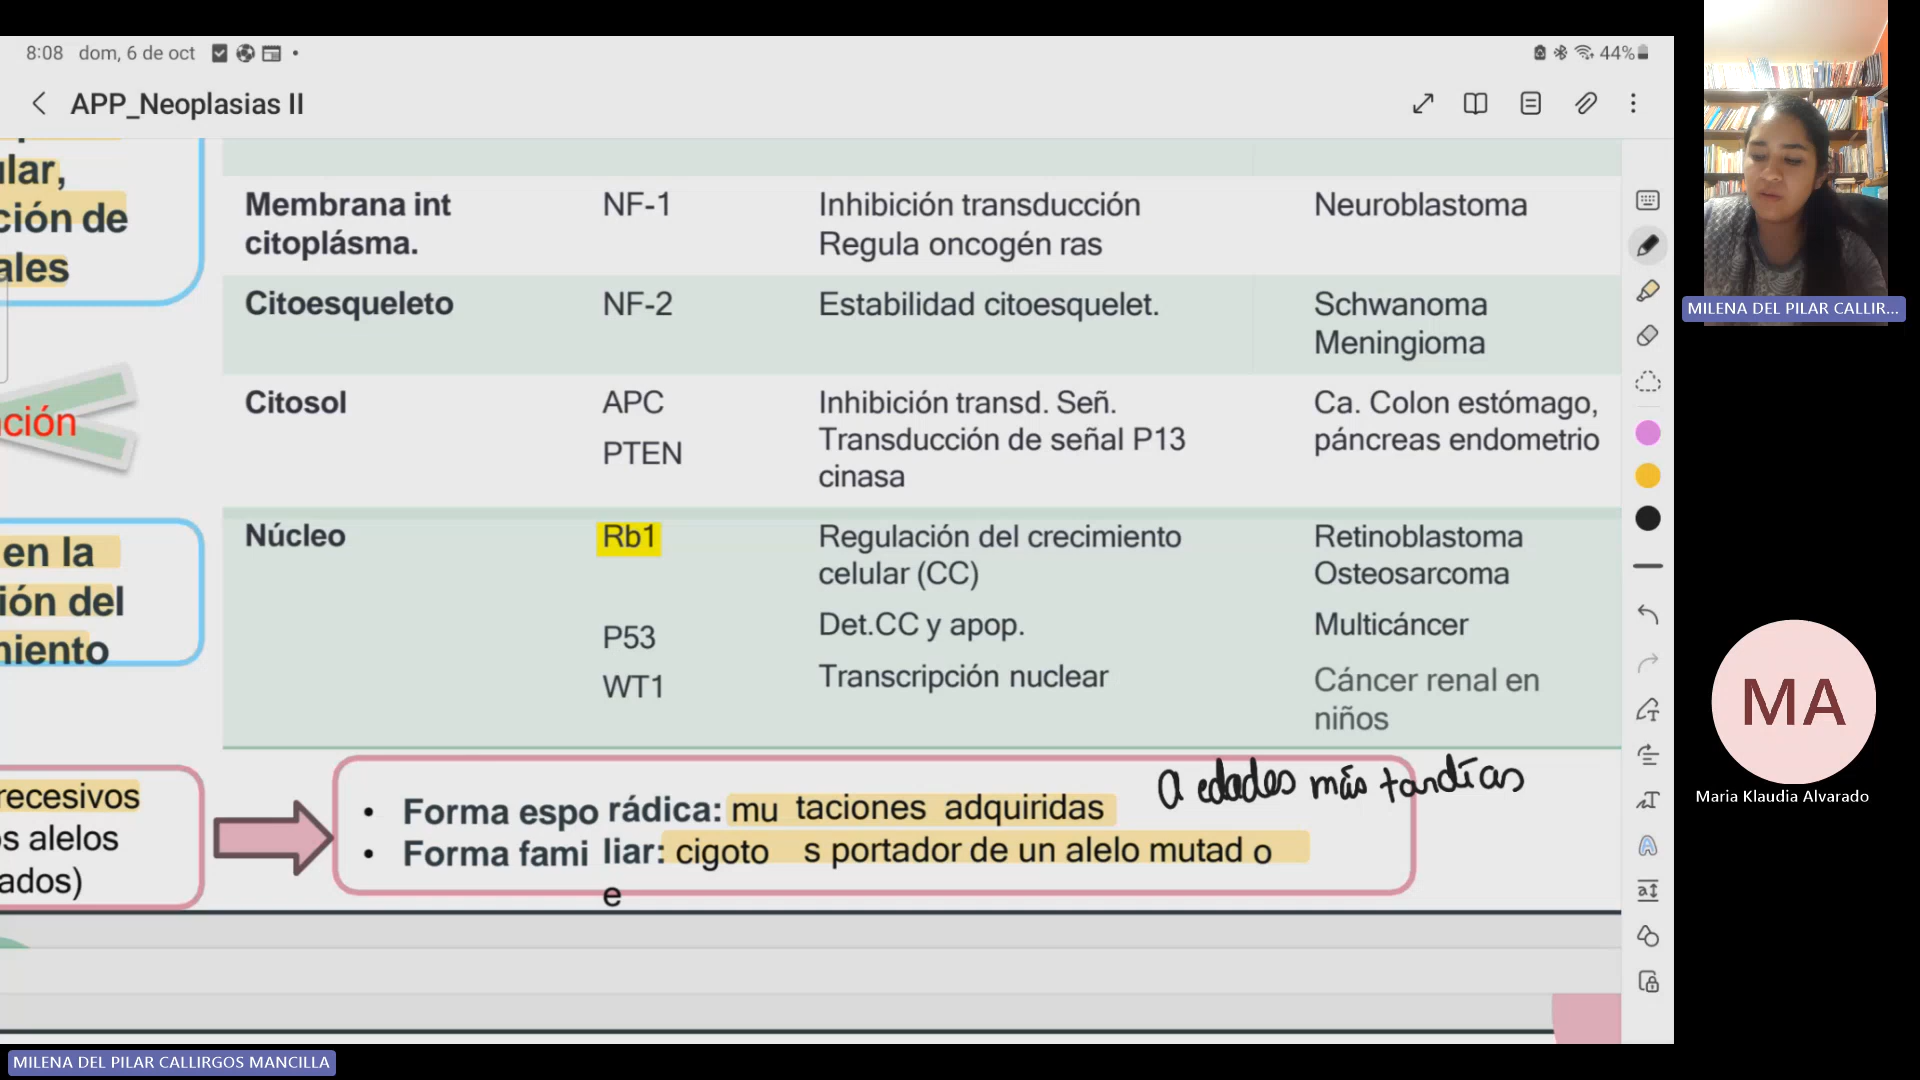 8:08 dom, 6 de oct
44%
APP_Neoplasias II
ular,
ción de
ales
ción
en la
ión del
miento
Membrana int NF-1 Inhibición transducción Neuroblastoma
citoplásma. Regula oncogén ras
Citoesqueleto NF-2 Estabilidad citoesquelet. Schwanoma
Meningioma
Citosol APC Inhibición transd. Señ. Ca. Colon estómago,
PTEN Transducción de señal P13 páncreas endometrio
cinasa
Núcleo Rb1 Regulación del crecimiento Retinoblastoma
celular (CC) Osteosarcoma
P53 Det.CC y apop. Multicáncer
WT1 Transcripción nuclear Cáncer renal en
niños
recesivos
os alelos
ados)
a edades más tardías
• Forma espo rádica: mu taciones adquiridas
• Forma fami liar: cigoto s portador de un alelo mutad o
e
MILENA DEL PILAR CALLIR...
MA
Maria Klaudia Alvarado
MILENA DEL PILAR CALLIRGOS MANCILLA